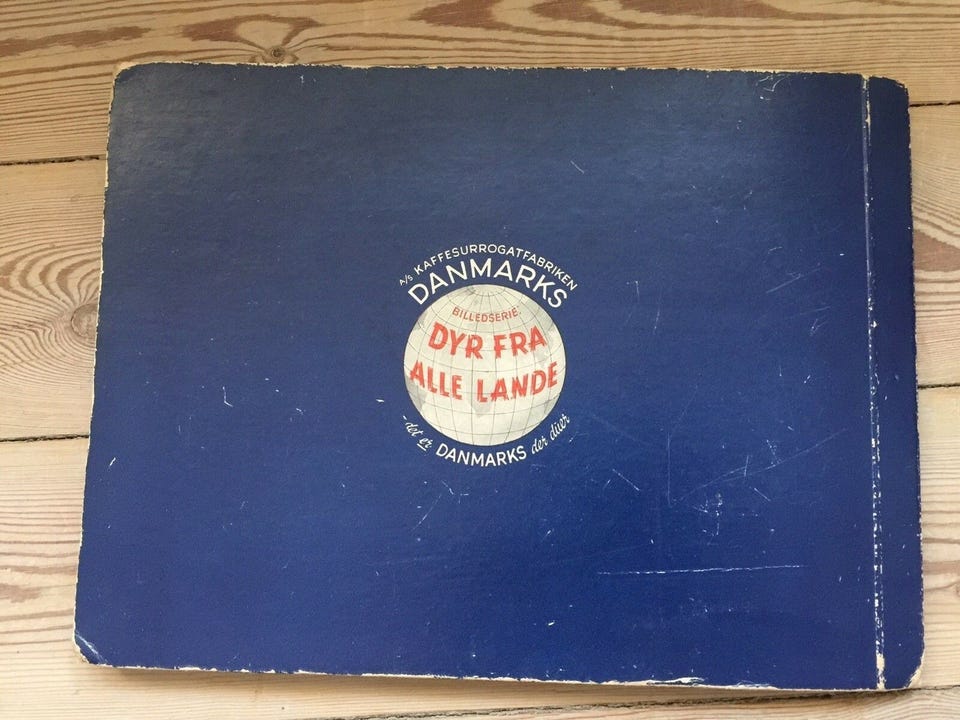 A/S KAFFESURROGATFABRIKEN
DANMARKS
BILLEDSERIE:
DYR FRA
ALLE LANDE
det er DANMARKS der duer